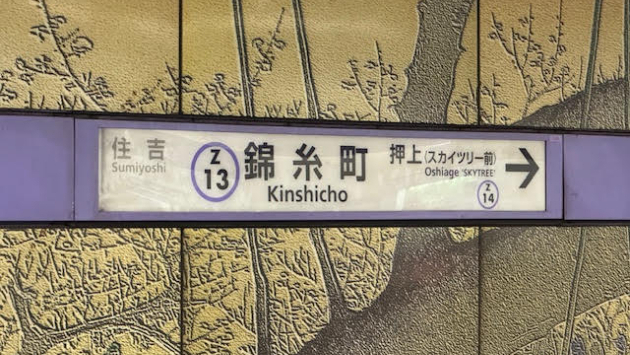 住吉
Sumiyoshi
Z
13
錦糸町
Kinshicho
押上(スカイツリー前)
Oshiage 'SKYTREE'
Z
14